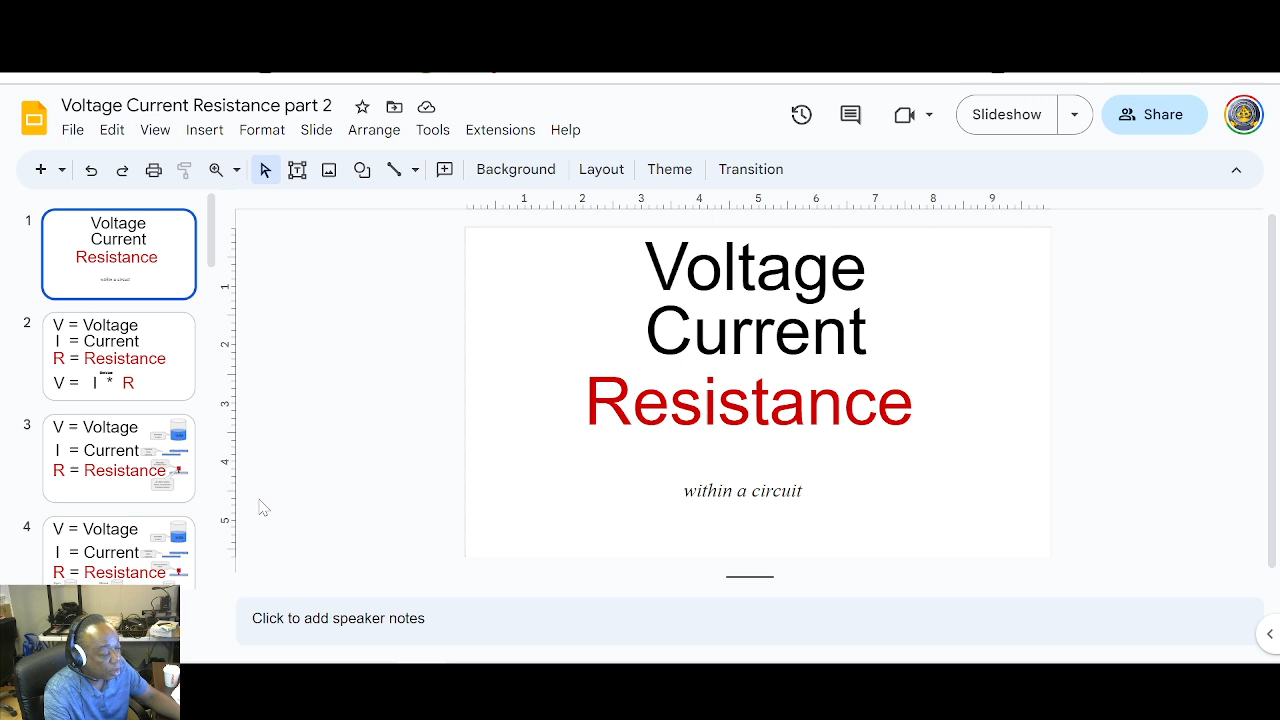 Voltage Current Resistance part 2
File Edit View Insert Format Slide Arrange Tools Extensions Help
Slideshow
Share
Background Layout Theme Transition
1 2 3 4 5 6 7 8 9
1
Voltage
Current
Resistance
within a circuit
2
V = Voltage
I = Current
R = Resistance
V = I * R
3
V = Voltage
I = Current
R = Resistance
4
V = Voltage
I = Current
R = Resistance
1
2
3
4
5
Voltage
Current
Resistance
within a circuit
Click to add speaker notes